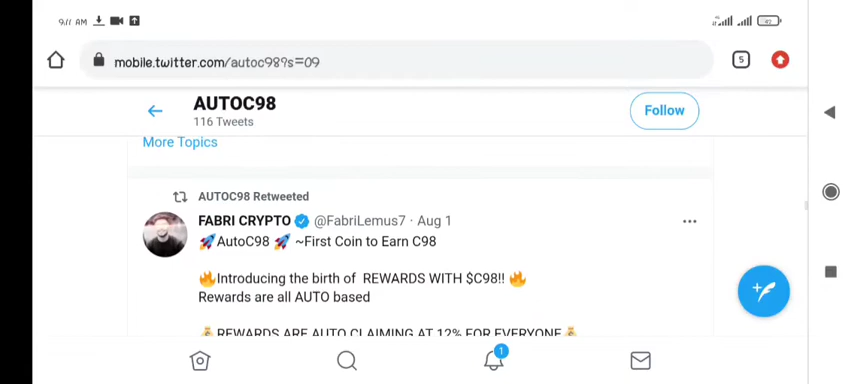 9:11 AM
49
mobile.twitter.com/autoc98?s=09
5
AUTOC98
116 Tweets
Follow
More Topics
AUTOC98 Retweeted
FABRI CRYPTO @FabriLemus7 · Aug 1
🚀AutoC98 🚀 ~First Coin to Earn C98
🔥Introducing the birth of REWARDS WITH $C98!! 🔥
Rewards are all AUTO based
💰REWARDS ARE AUTO CLAIMING AT 12% FOR EVERYONE💰
1